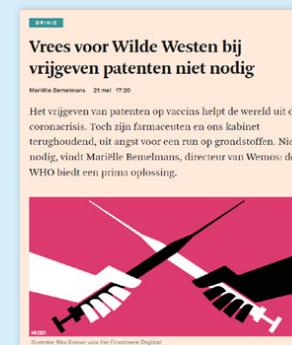 OPINIE
Vrees voor Wilde Westen bij
vrijgeven patenten niet nodig
Mariëlle Bemelmans 21 mei 17:20
Het vrijgeven van patenten op vaccins helpt de wereld uit d
coronacrisis. Toch zijn farmaceuten en ons kabinet
terughoudend, uit angst voor een run op grondstoffen. Nie
nodig, vindt Mariëlle Bemelmans, directeur van Wemos: de
WHO biedt een prima oplossing.
Illustratie: Max Kisman voor Het Financieele Dagblad